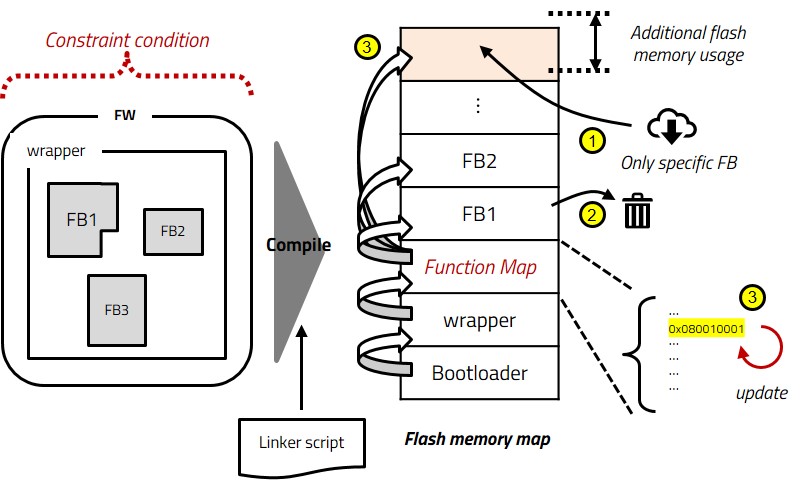 Constraint condition
FW
wrapper
FB1
FB2
FB3
Compile
Linker script
3
⋮
FB2
FB1
Function Map
wrapper
Bootloader
Flash memory map
Additional flash
memory usage
1
Only specific FB
2
3
...
0x080010001
...
...
...
...
update